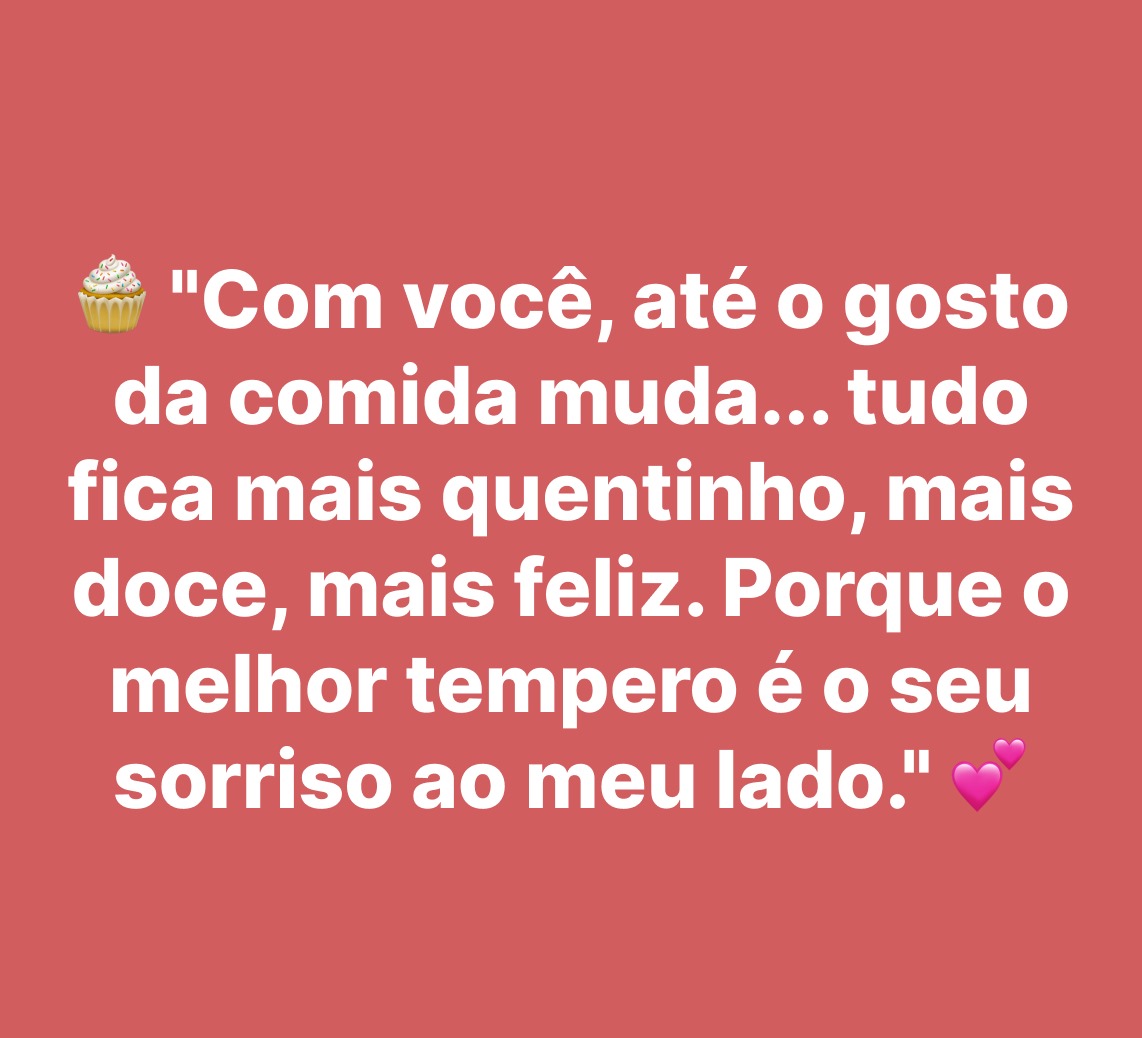 🧁 "Com você, até o gosto
da comida muda... tudo
fica mais quentinho, mais
doce, mais feliz. Porque o
melhor tempero é o seu
sorriso ao meu lado." 💕